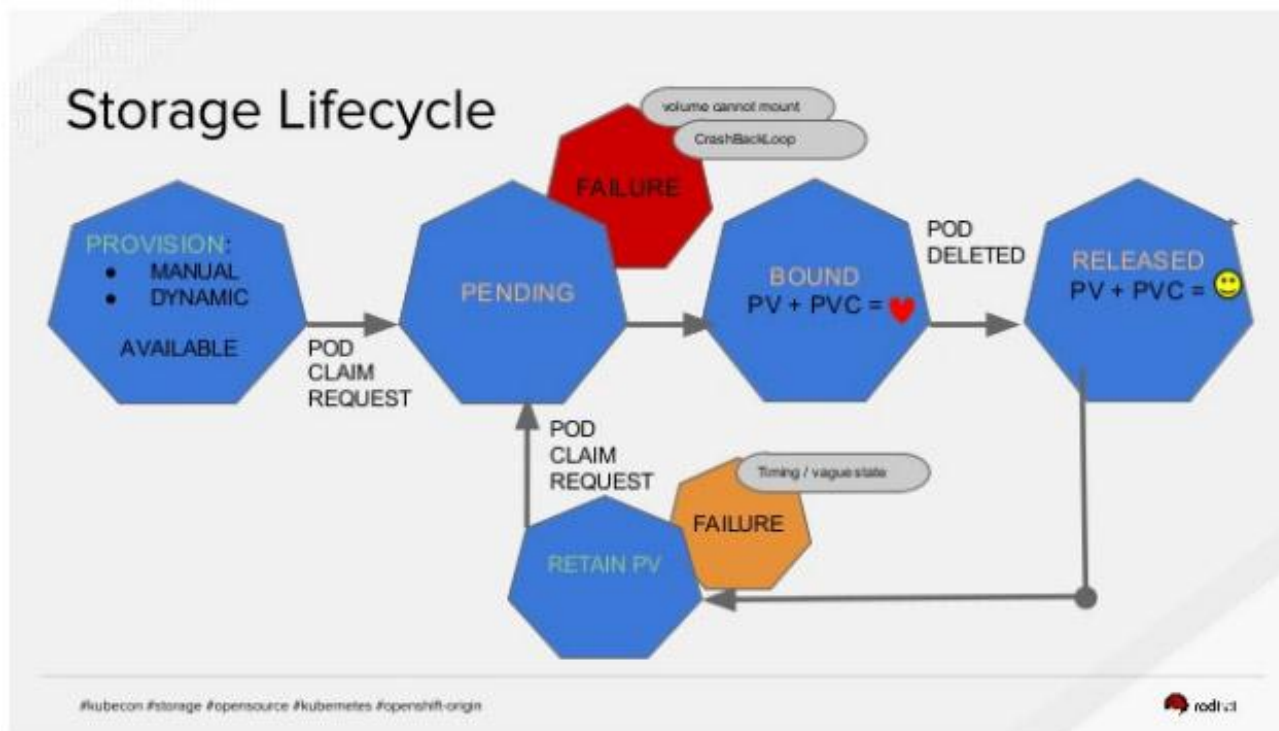 Storage Lifecycle
volume cannot mount
CrashBackLoop
FAILURE
PROVISION:
● MANUAL
● DYNAMIC
AVAILABLE
POD
CLAIM
REQUEST
PENDING
BOUND
PV + PVC =
POD
DELETED
RELEASED
PV + PVC =
POD
CLAIM
REQUEST
Timing / vague state
FAILURE
RETAIN PV
#kubecon #storage #opensource #kubernetes #openshift-origin